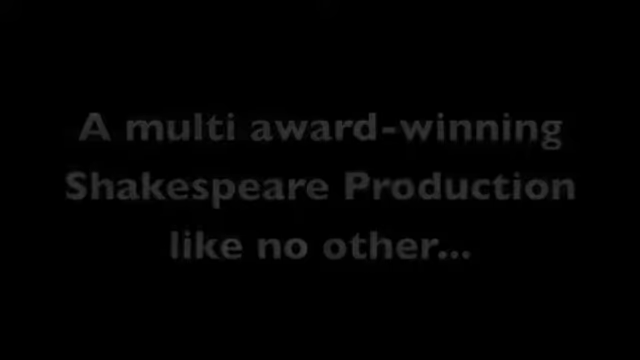 A multi award-winning
Shakespeare Production
like no other...